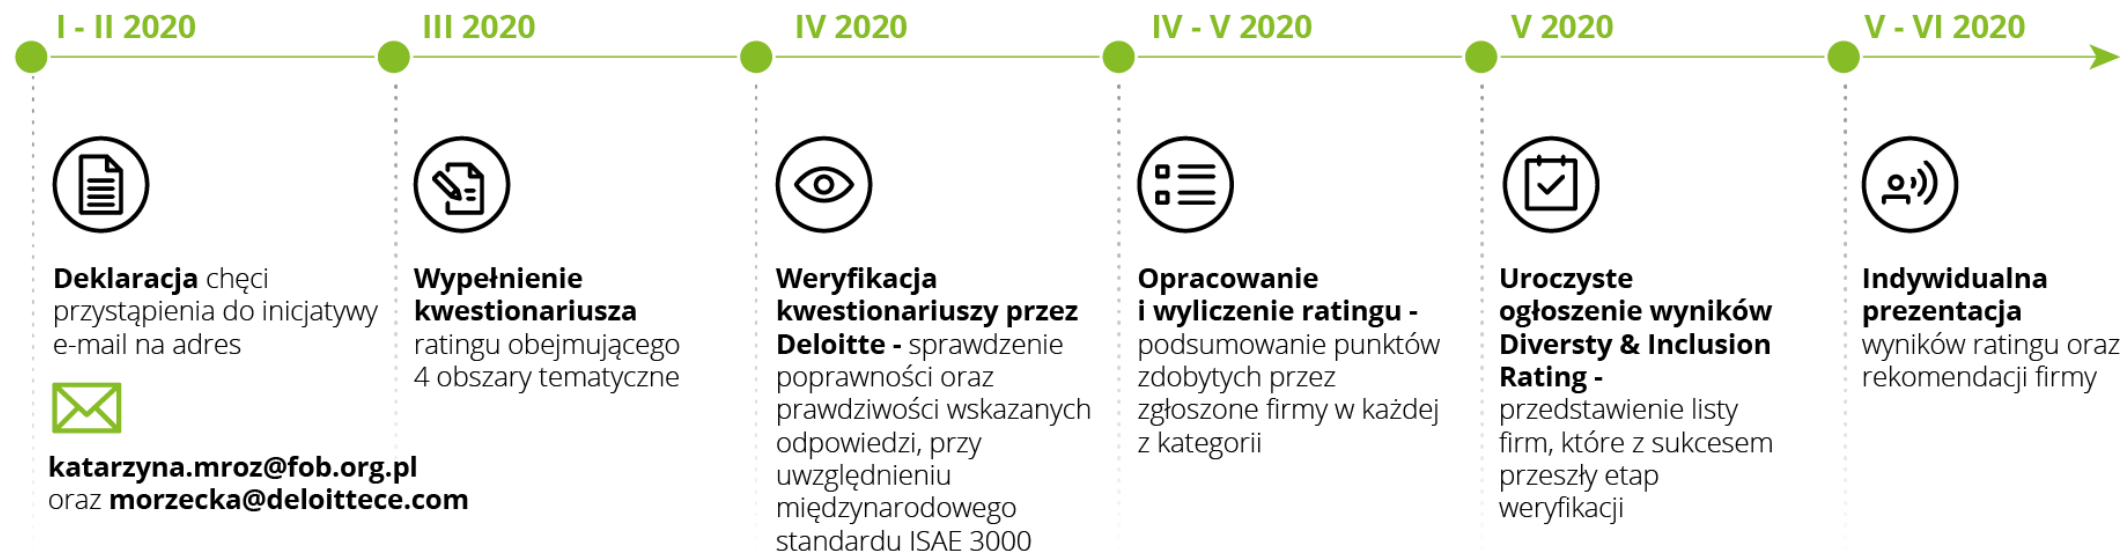 I - II 2020
Deklaracja chęci
przystąpienia do inicjatywy
e-mail na adres
katarzyna.mroz@fob.org.pl
oraz morzecka@deloittece.com
III 2020
Wypełnienie
kwestionariusza
ratingu obejmującego
4 obszary tematyczne
IV 2020
Weryfikacja
kwestionariuszy przez
Deloitte - sprawdzenie
poprawności oraz
prawdziwości wskazanych
odpowiedzi, przy
uwzględnieniu
międzynarodowego
standardu ISAE 3000
IV - V 2020
Opracowanie
i wyliczenie ratingu -
podsumowanie punktów
zdobytych przez
zgłoszone firmy w każdej
z kategorii
V 2020
Uroczyste
ogłoszenie wyników
Diversty & Inclusion
Rating -
przedstawienie listy
firm, które z sukcesem
przeszły etap
weryfikacji
V - VI 2020
Indywidualna
prezentacja
wyników ratingu oraz
rekomendacji firmy